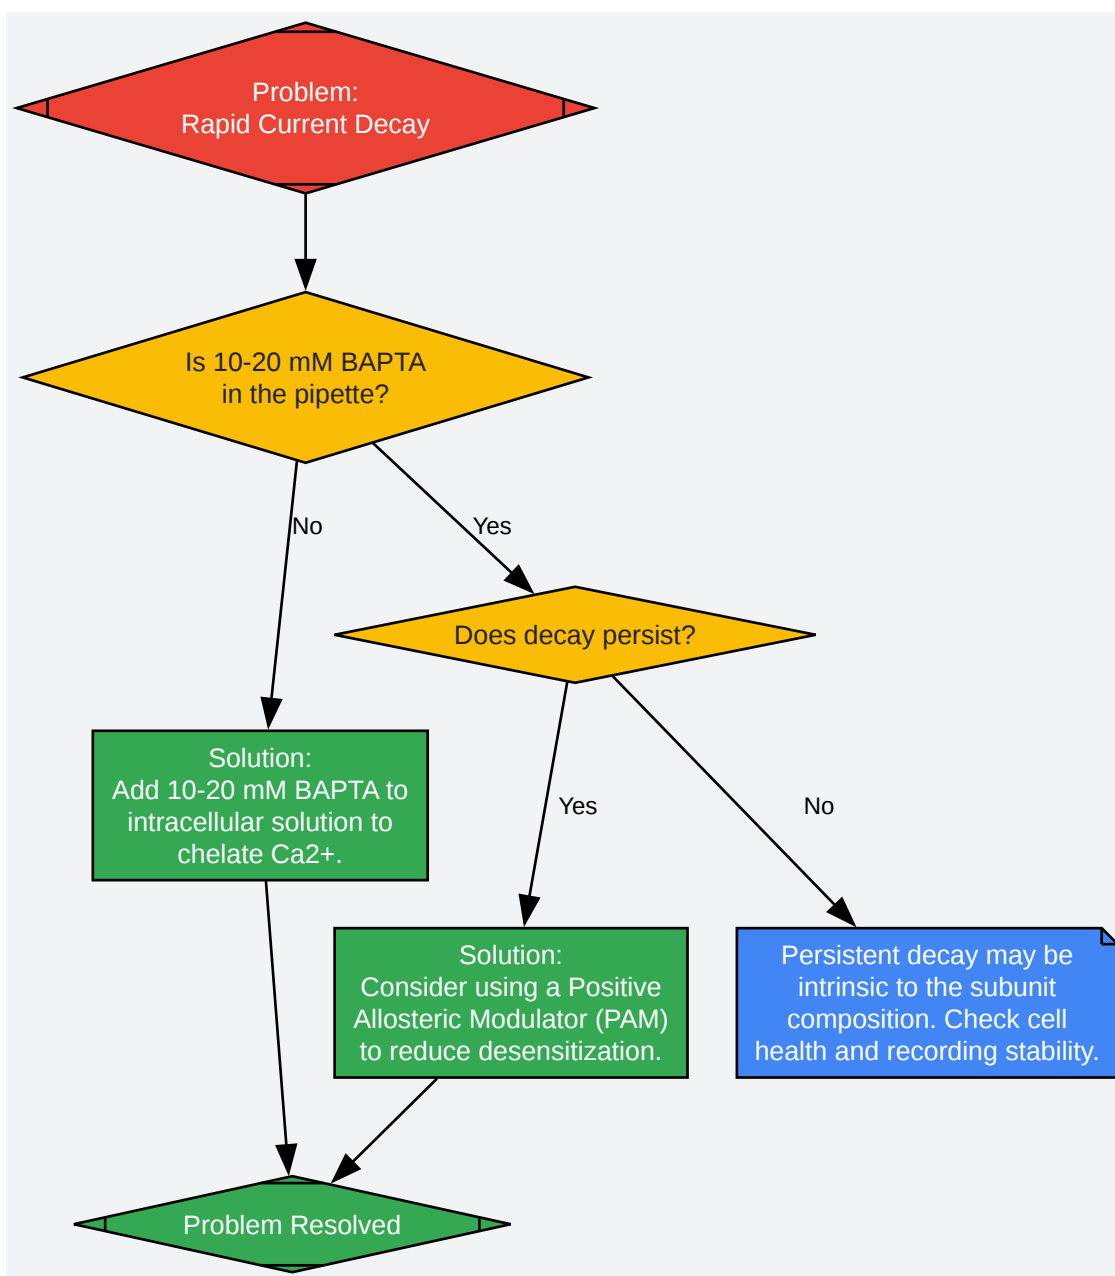 Problem:
Rapid Current Decay
Is 10-20 mM BAPTA
in the pipette?
No
Yes
Does decay persist?
Solution:
Add 10-20 mM BAPTA to
intracellular solution to
chelate Ca2+.
Yes
No
Solution:
Consider using a Positive
Allosteric Modulator (PAM)
to reduce desensitization.
Persistent decay may be
intrinsic to the subunit
composition. Check cell
health and recording stability.
Problem Resolved